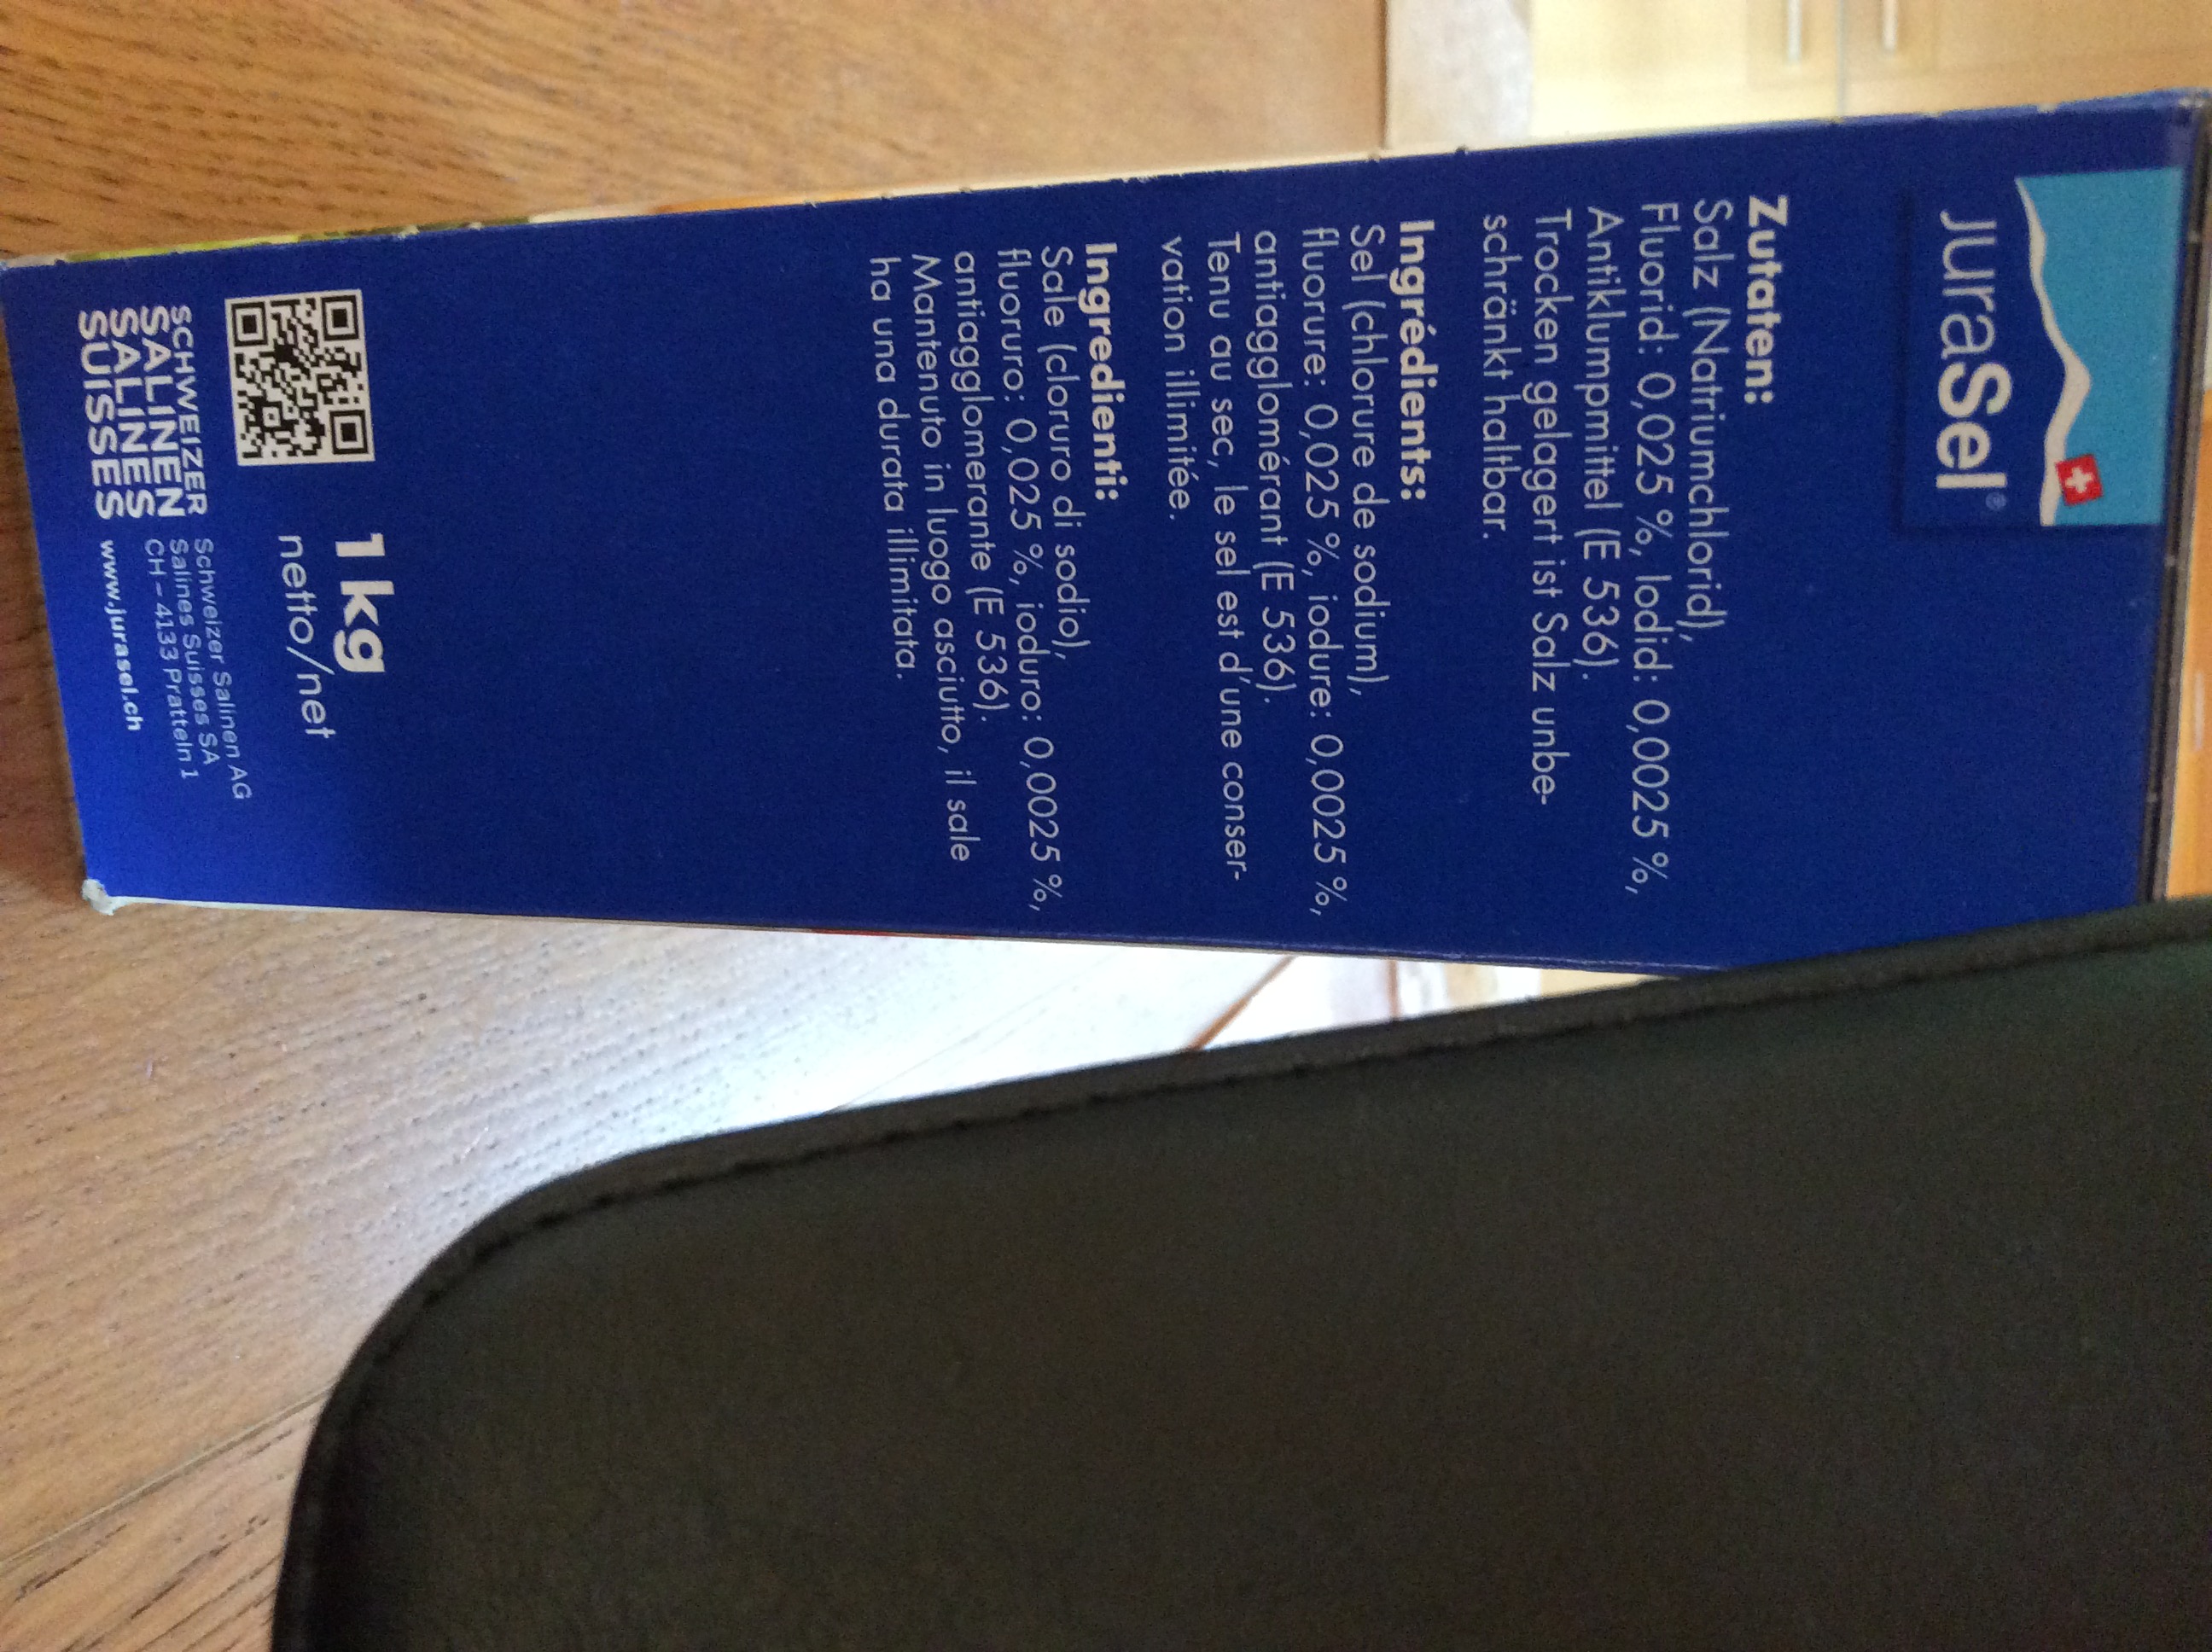 JuraSel®
Zutaten:
Salz (Natriumchlorid),
Fluorid: 0,025 %, Iodid: 0,0025 %,
Antiklumpmittel (E 536).
Trocken gelagert ist Salz unbe-
schränkt haltbar.
Ingrédients:
Sel (chlorure de sodium),
fluorure: 0,025 %, iodure: 0,0025 %,
antiagglomérant (E 536).
Tenu au sec, le sel est d'une conser-
vation illimitée.
Ingredienti:
Sale (cloruro di sodio),
fluoruro: 0,025 %, ioduro: 0,0025 %,
antiagglomerante (E 536).
Mantenuto in luogo asciutto, il sale
ha una durata illimitata.
1 kg
netto/net
SCHWEIZER
SALINEN
SALINES
SUISSES
Schweizer Salinen AG
Salines Suisses SA
CH – 4133 Pratteln 1
www.jurasel.ch